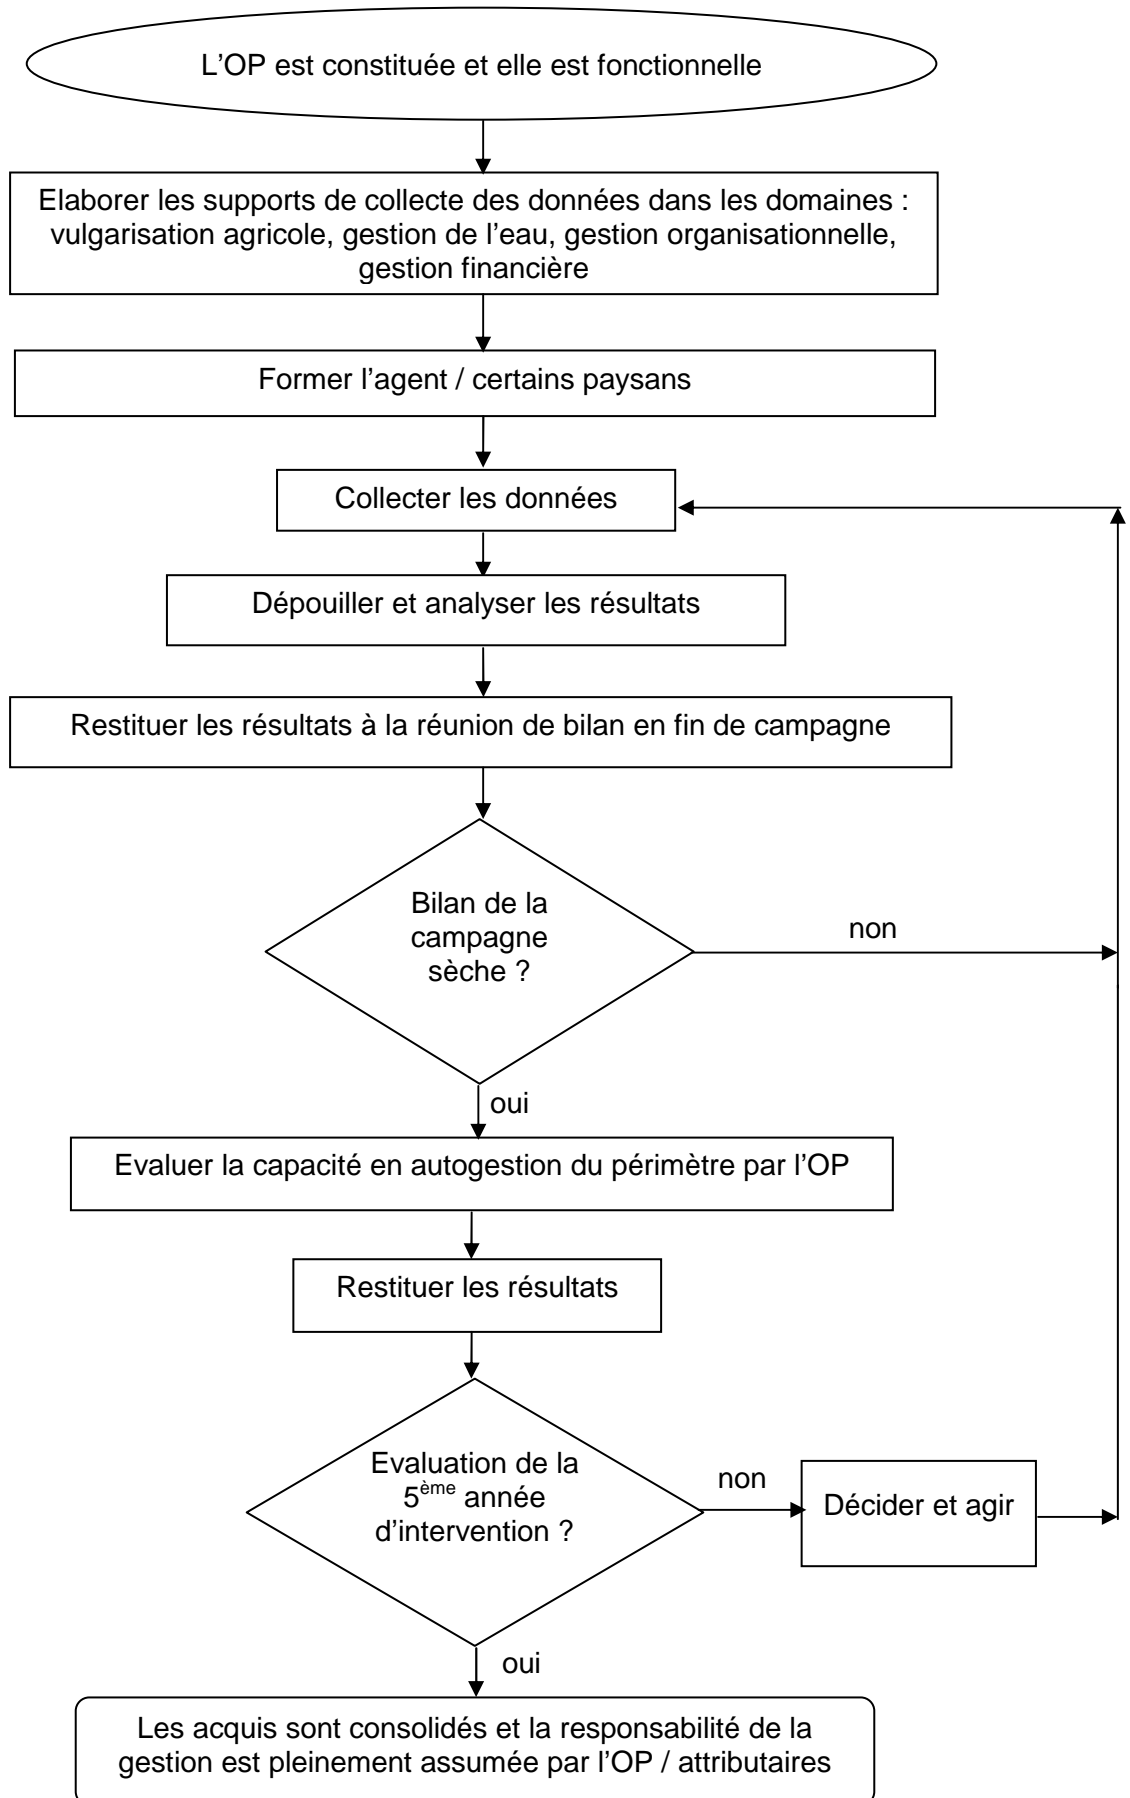 L’OP est constituée et elle est fonctionnelle
Elaborer les supports de collecte des données dans les domaines :
vulgarisation agricole, gestion de l’eau, gestion organisationnelle,
gestion financière
Former l’agent / certains paysans
Collecter les données
Dépouiller et analyser les résultats
Restituer les résultats à la réunion de bilan en fin de campagne
Bilan de la
campagne
sèche ?
non
oui
Evaluer la capacité en autogestion du périmètre par l’OP
Restituer les résultats
Evaluation de la
5ème année
d’intervention ?
non
Décider et agir
oui
Les acquis sont consolidés et la responsabilité de la
gestion est pleinement assumée par l’OP / attributaires